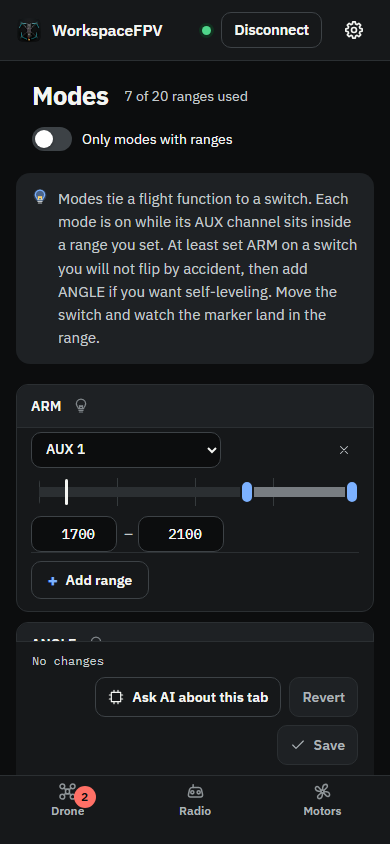 WorkspaceFPV
Disconnect
Modes
7 of 20 ranges used
Only modes with ranges
Modes tie a flight function to a switch. Each
mode is on while its AUX channel sits inside
a range you set. At least set ARM on a switch
you will not flip by accident, then add
ANGLE if you want self-leveling. Move the
switch and watch the marker land in the
range.
ARM
AUX 1
1700 – 2100
+ Add range
ANGLE
No changes
Ask AI about this tab
Revert
Save
2
Drone
Radio
Motors